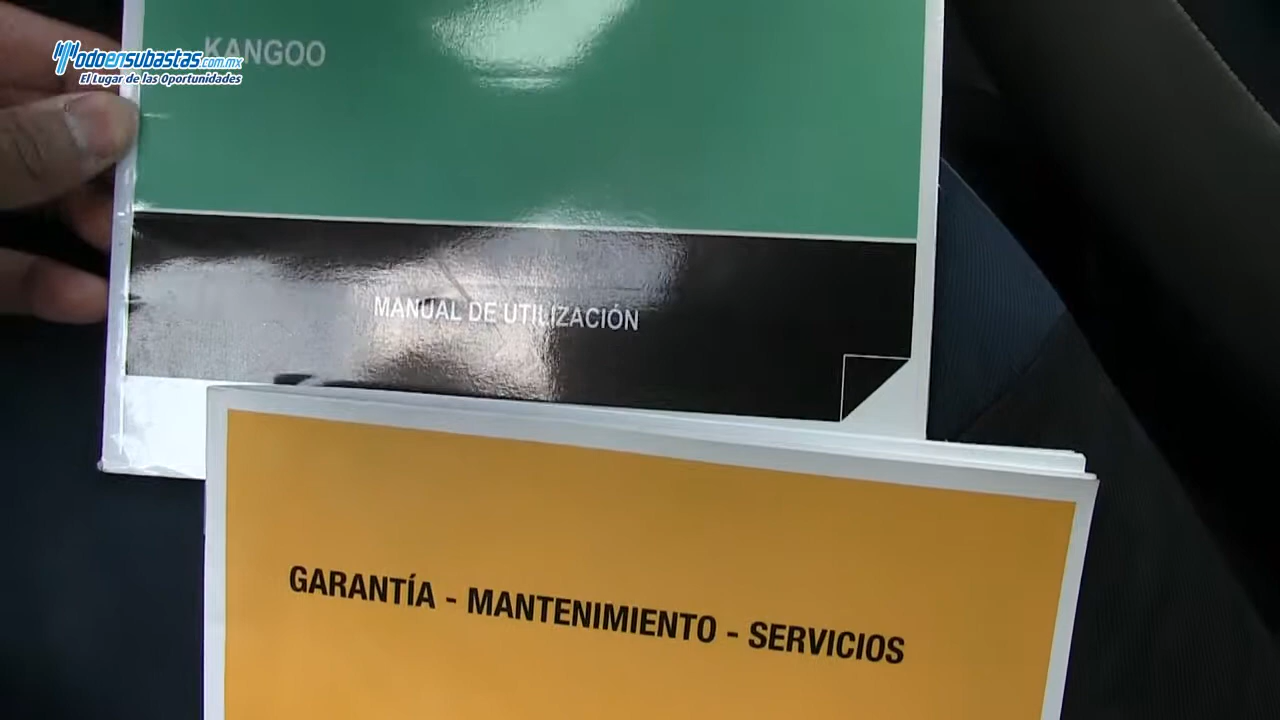 KANGOO
todoensubastas.com.mx
El Lugar de las Oportunidades
MANUAL DE UTILIZACIÓN
GARANTÍA - MANTENIMIENTO - SERVICIOS